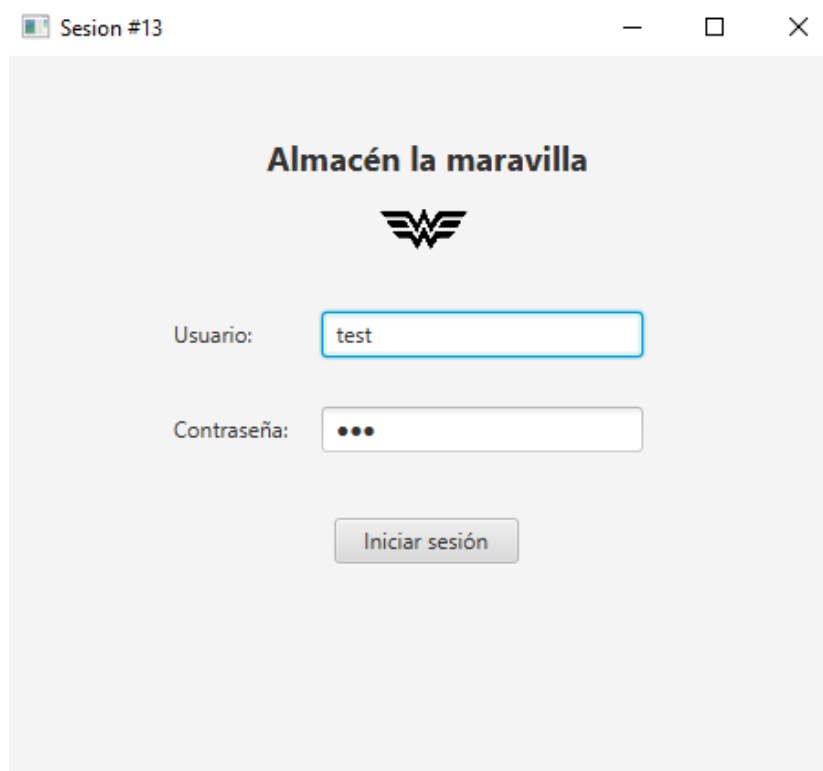 Sesion #13
Almacén la maravilla
Usuario: test
Contraseña: ●●●
Iniciar sesión